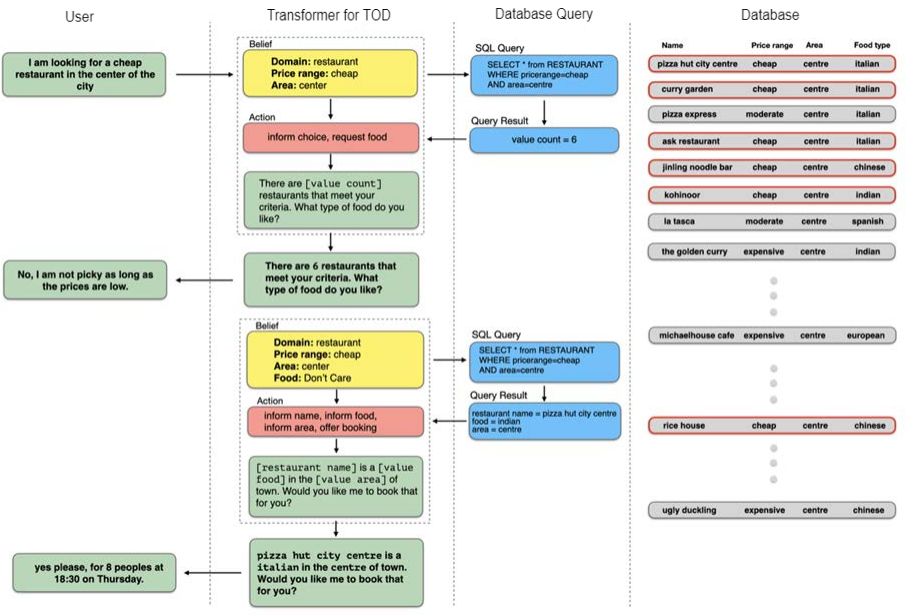 User
Transformer for TOD
Database Query
Database
I am looking for a cheap
restaurant in the center of the
city
Belief
Domain: restaurant
Price range: cheap
Area: center
Action
inform choice, request food
There are [value count]
restaurants that meet your
criteria. What type of food do you
like?
SQL Query
SELECT * from RESTAURANT
WHERE pricerange=cheap
AND area=centre
Query Result
value count = 6
No, I am not picky as long as
the prices are low.
There are 6 restaurants that
meet your criteria. What
type of food do you like?
Belief
Domain: restaurant
Price range: cheap
Area: center
Food: Don't Care
Action
inform name, inform food,
inform area, offer booking
[restaurant name] is a [value
food] in the [value area] of
town. Would you like me to book that
for you?
SQL Query
SELECT * from RESTAURANT
WHERE pricerange=cheap
AND area=centre
Query Result
restaurant name = pizza hut city centre
food = indian
area = centre
yes please, for 8 peoples at
18:30 on Thursday.
pizza hut city centre is a
italian in the centre of town.
Would you like me to book that
for you?
Name Price range Area Food type
pizza hut city centre cheap centre italian
curry garden cheap centre italian
pizza express moderate centre italian
ask restaurant cheap centre italian
jinling noodle bar cheap centre chinese
kohinoor cheap centre indian
la tasca moderate centre spanish
the golden curry expensive centre indian
michaelhouse cafe expensive centre european
rice house cheap centre chinese
ugly duckling expensive centre chinese